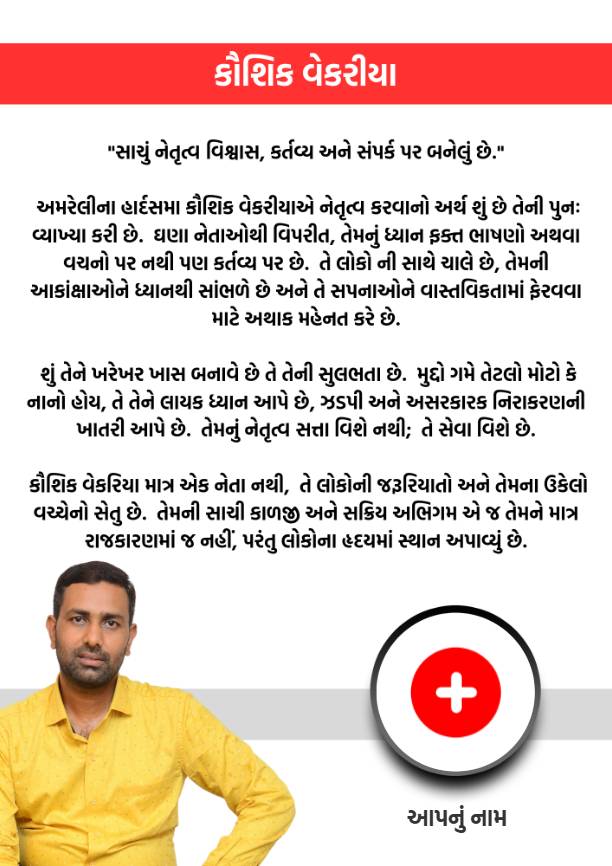 કૌશિક વેકરીયા
"સાચું નેતૃત્વ વિશ્વાસ, કર્તવ્ય અને સંપર્ક પર બનેલું છે."
અમરેલીના હાર્દસમા કૌશિક વેકરીયાએ નેતૃત્વ કરવાનો અર્થ શું છે તેની પુનઃ
વ્યાખ્યા કરી છે. ઘણા નેતાઓથી વિપરીત, તેમનું ધ્યાન ફક્ત ભાષણો અથવા
વચનો પર નથી પણ કર્તવ્ય પર છે. તે લોકો ની સાથે ચાલે છે, તેમની
આકાંક્ષાઓને ધ્યાનથી સાંભળે છે અને તે સપનાઓને વાસ્તવિકતામાં ફેરવવા
માટે અથાક મહેનત કરે છે.
શું તેને ખરેખર ખાસ બનાવે છે તે તેની સુલભતા છે. મુદ્દો ગમે તેટલો મોટો કે
નાનો હોય, તે તેને લાયક ધ્યાન આપે છે, ઝડપી અને અસરકારક નિરાકરણની
ખાતરી આપે છે. તેમનું નેતૃત્વ સત્તા વિશે નથી; તે સેવા વિશે છે.
કૌશિક વેકરિયા માત્ર એક નેતા નથી, તે લોકોની જરૂરિયાતો અને તેમના ઉકેલો
વચ્ચેનો સેતુ છે. તેમની સાચી કાળજી અને સક્રિય અભિગમ એ જ તેમને માત્ર
રાજકારણમાં જ નહીં, પરંતુ લોકોના હૃદયમાં સ્થાન અપાવ્યું છે.
આપનું નામ